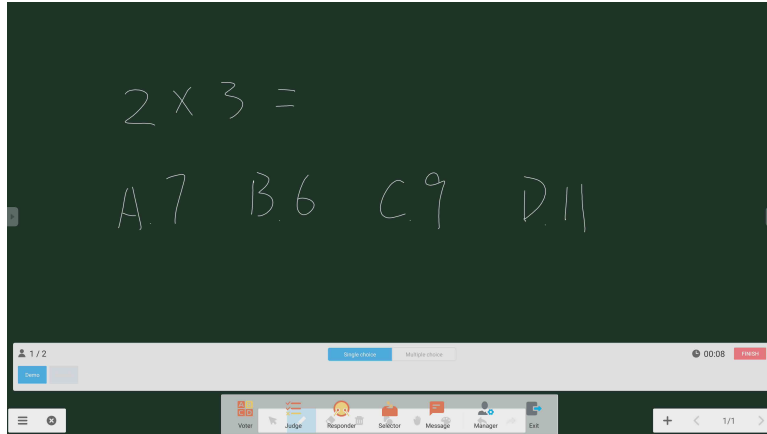 2 × 3 =
A.7 B.6 C.9 D.11
1 / 2
Single choice Multiple choice
00:08 FINISH
Demo
Voter Judge Responder Selector Message Manager Exit
1/1